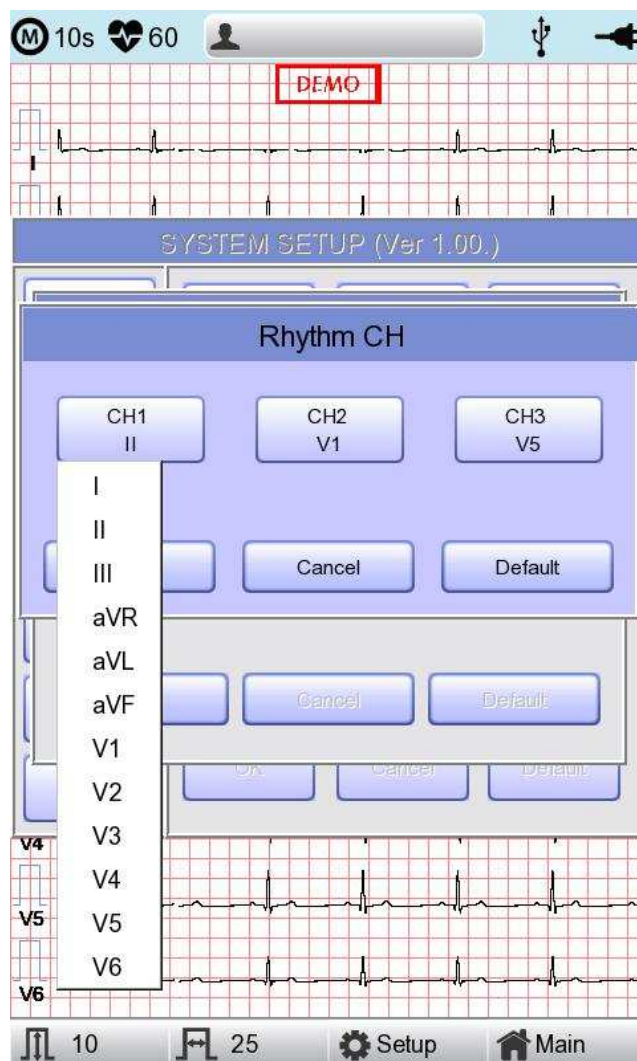 M 10s 60
DEMO
I
SYSTEM SETUP (Ver 1.00.)
Rhythm CH
CH1 CH2 CH3
II V1 V5
I
II
III
aVR
aVL
aVF
V1
V2
V3
V4
V5
V6
Cancel Default
Cancel Default
OK Cancel Default
V4
V5
V6
10 25 Setup Main